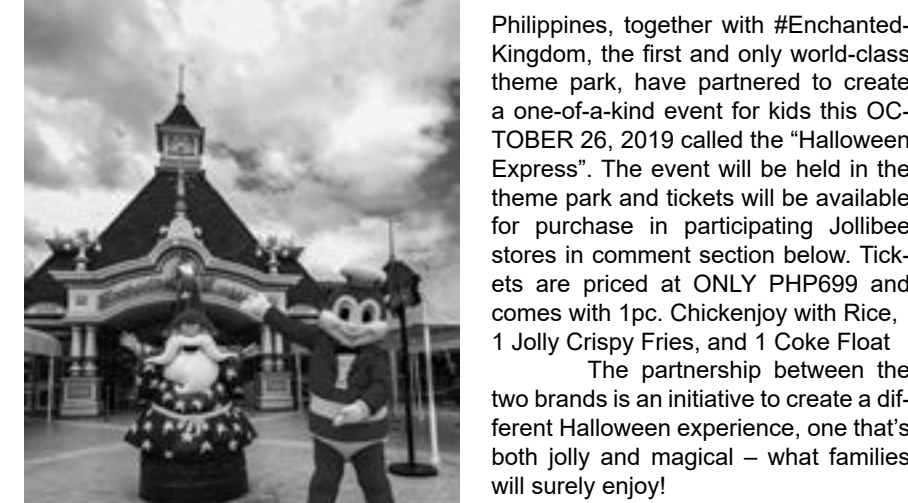 Philippines, together with #Enchanted-
Kingdom, the first and only world-class
theme park, have partnered to create
a one-of-a-kind event for kids this OC-
TOBER 26, 2019 called the “Halloween
Express”. The event will be held in the
theme park and tickets will be available
for purchase in participating Jollibee
stores in comment section below. Tick-
ets are priced at ONLY PHP699 and
comes with 1pc. Chickenjoy with Rice,
1 Jolly Crispy Fries, and 1 Coke Float
The partnership between the
two brands is an initiative to create a dif-
ferent Halloween experience, one that’s
both jolly and magical – what families
will surely enjoy!